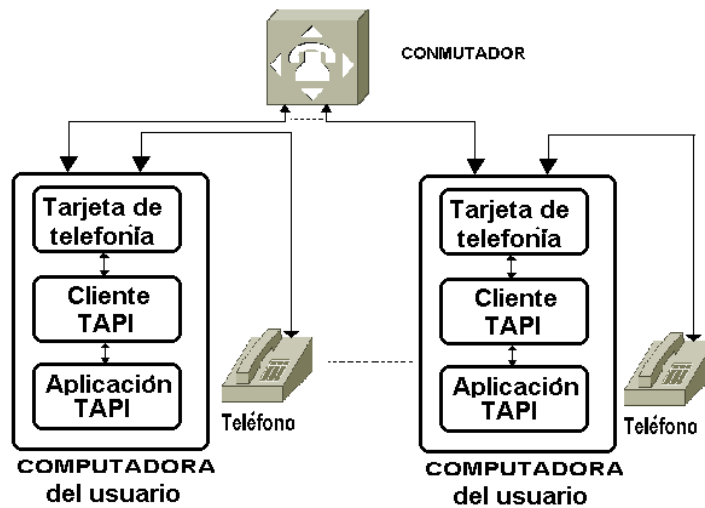 CONMUTADOR
Tarjeta de
telefonía
Cliente
TAPI
Aplicación
TAPI
Teléfono
COMPUTADORA
del usuario
Tarjeta de
telefonía
Cliente
TAPI
Aplicación
TAPI
Teléfono
COMPUTADORA
del usuario